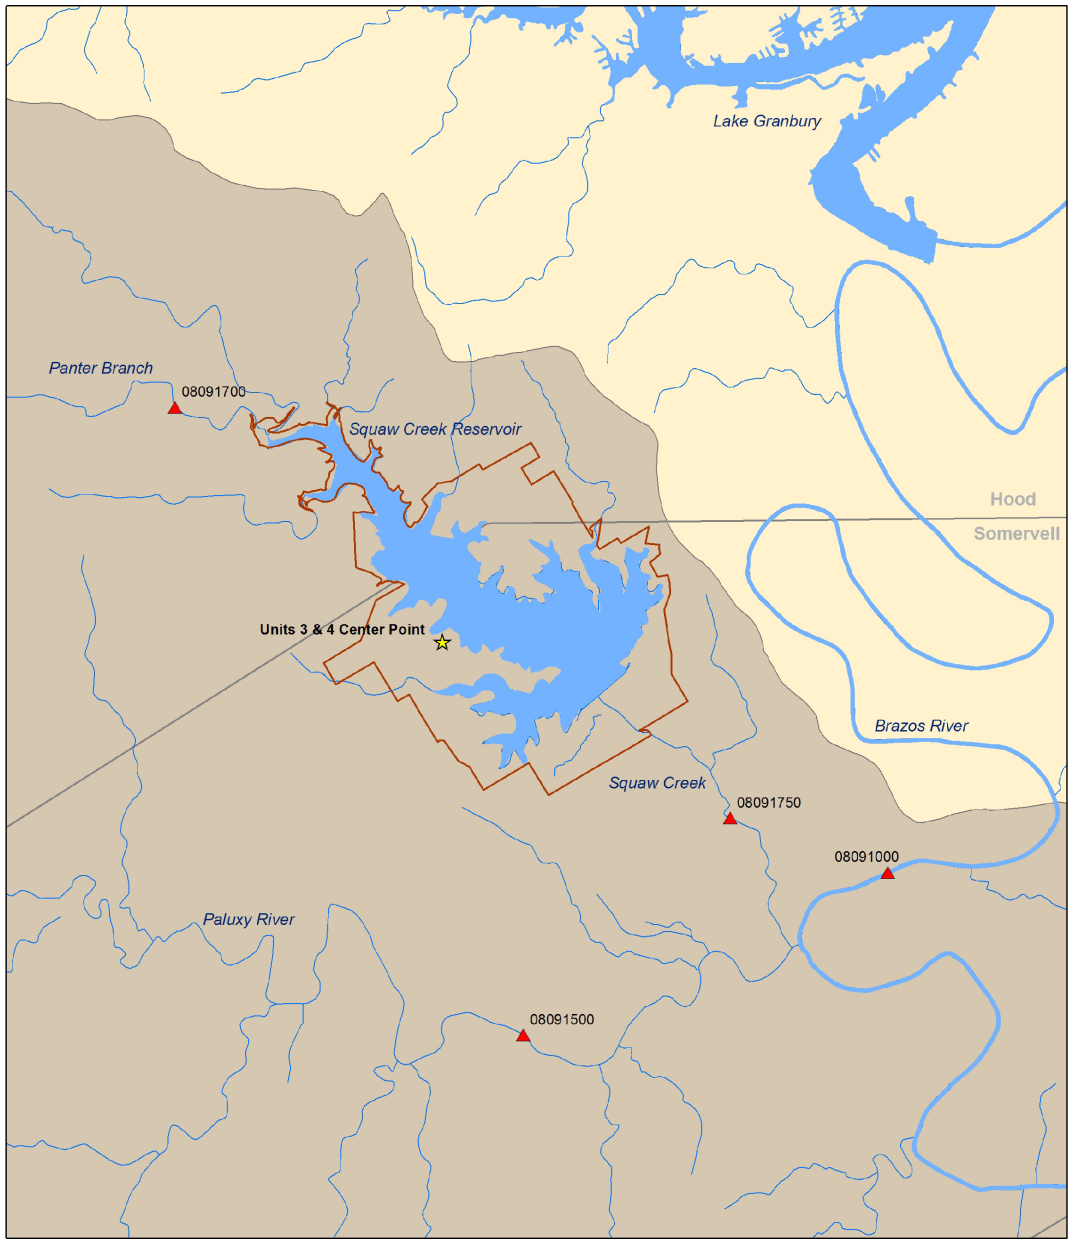 Lake Granbury
Panter Branch
08091700
Squaw Creek Reservoir
Hood
Somervell
Units 3 & 4 Center Point
Brazos River
Squaw Creek
08091750
08091000
Paluxy River
08091500